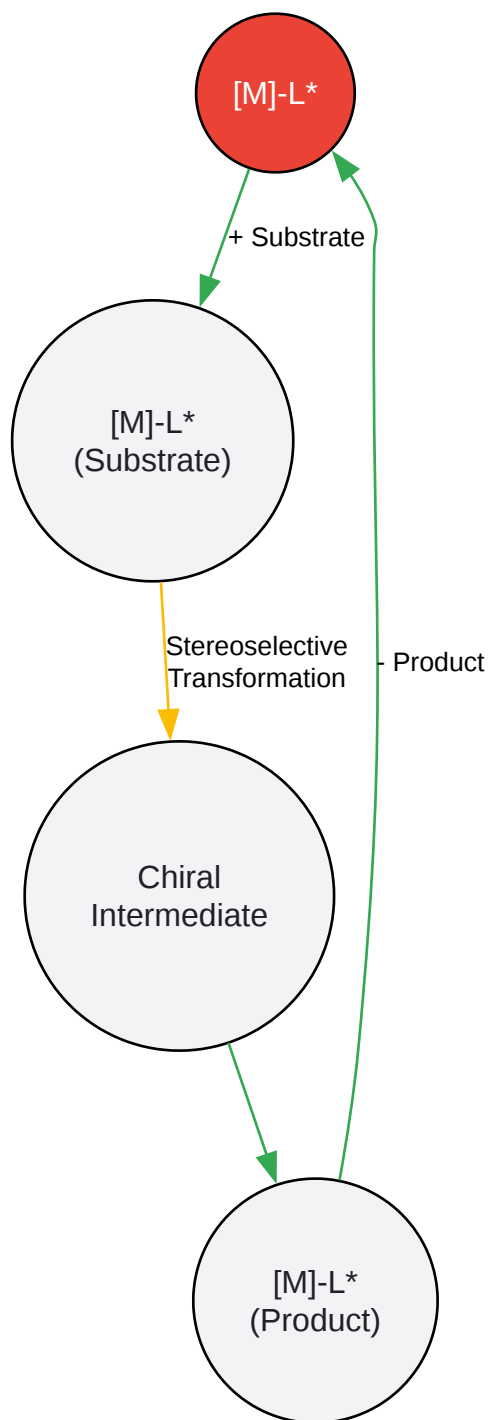 [M]-L*
+ Substrate
[M]-L*
(Substrate)
Stereoselective
Transformation
- Product
Chiral
Intermediate
[M]-L*
(Product)